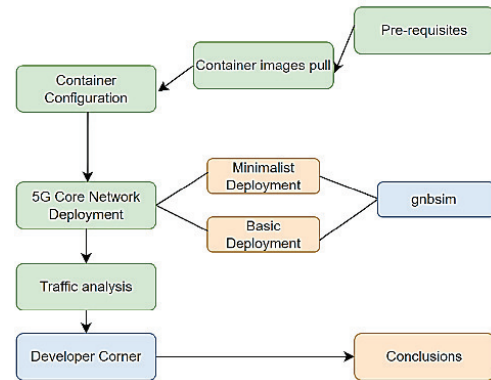 Pre-requisites
Container images pull
Container
Configuration
Minimalist
Deployment
5G Core Network
Deployment
gnbsim
Basic
Deployment
Traffic analysis
Developer Corner
Conclusions